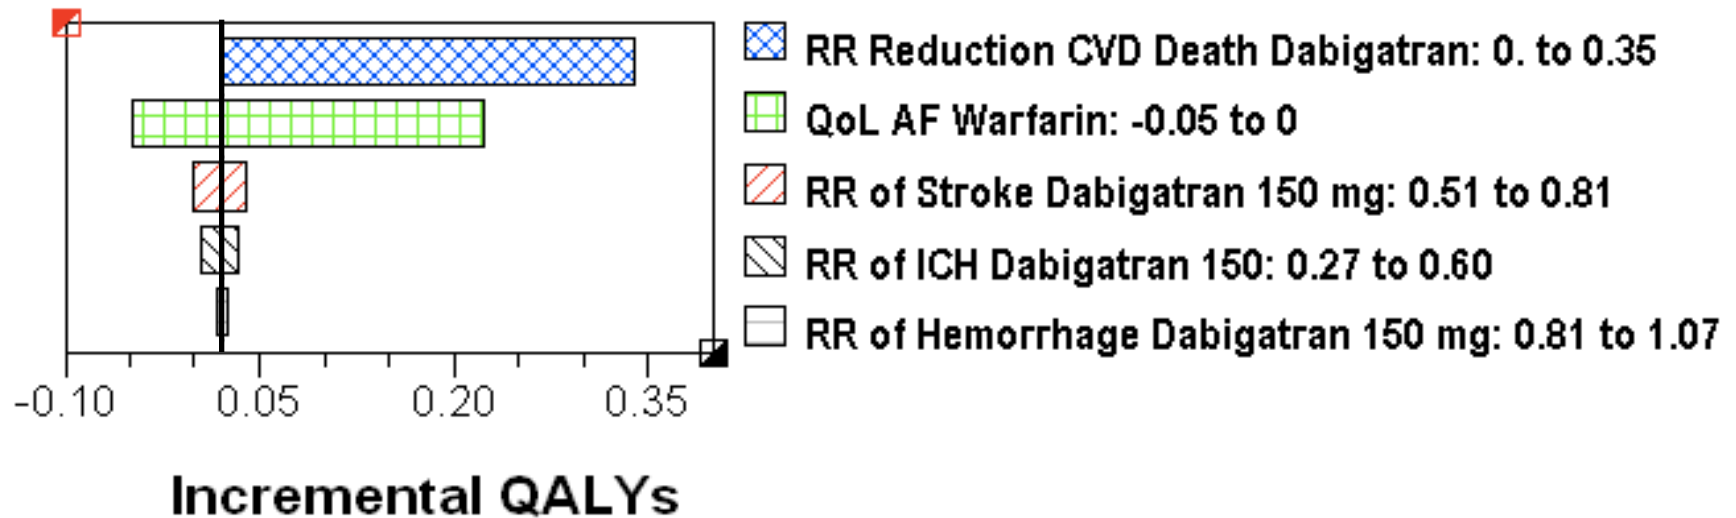 RR Reduction CVD Death Dabigatran: 0. to 0.35
QoL AF Warfarin: -0.05 to 0
RR of Stroke Dabigatran 150 mg: 0.51 to 0.81
RR of ICH Dabigatran 150: 0.27 to 0.60
RR of Hemorrhage Dabigatran 150 mg: 0.81 to 1.07
-0.10 0.05 0.20 0.35
Incremental QALYs